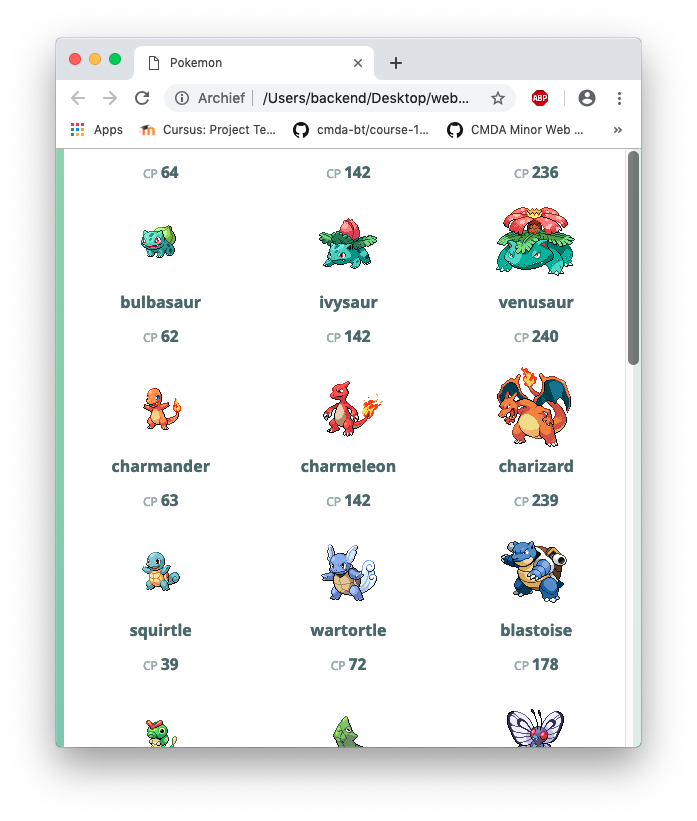 Pokemon
Archief /Users/backend/Desktop/web...
ABP
Apps Cursus: Project Te... cmda-bt/course-1... CMDA Minor Web ... »
CP 64 CP 142 CP 236
bulbasaur ivysaur venusaur
CP 62 CP 142 CP 240
charmander charmeleon charizard
CP 63 CP 142 CP 239
squirtle wartortle blastoise
CP 39 CP 72 CP 178